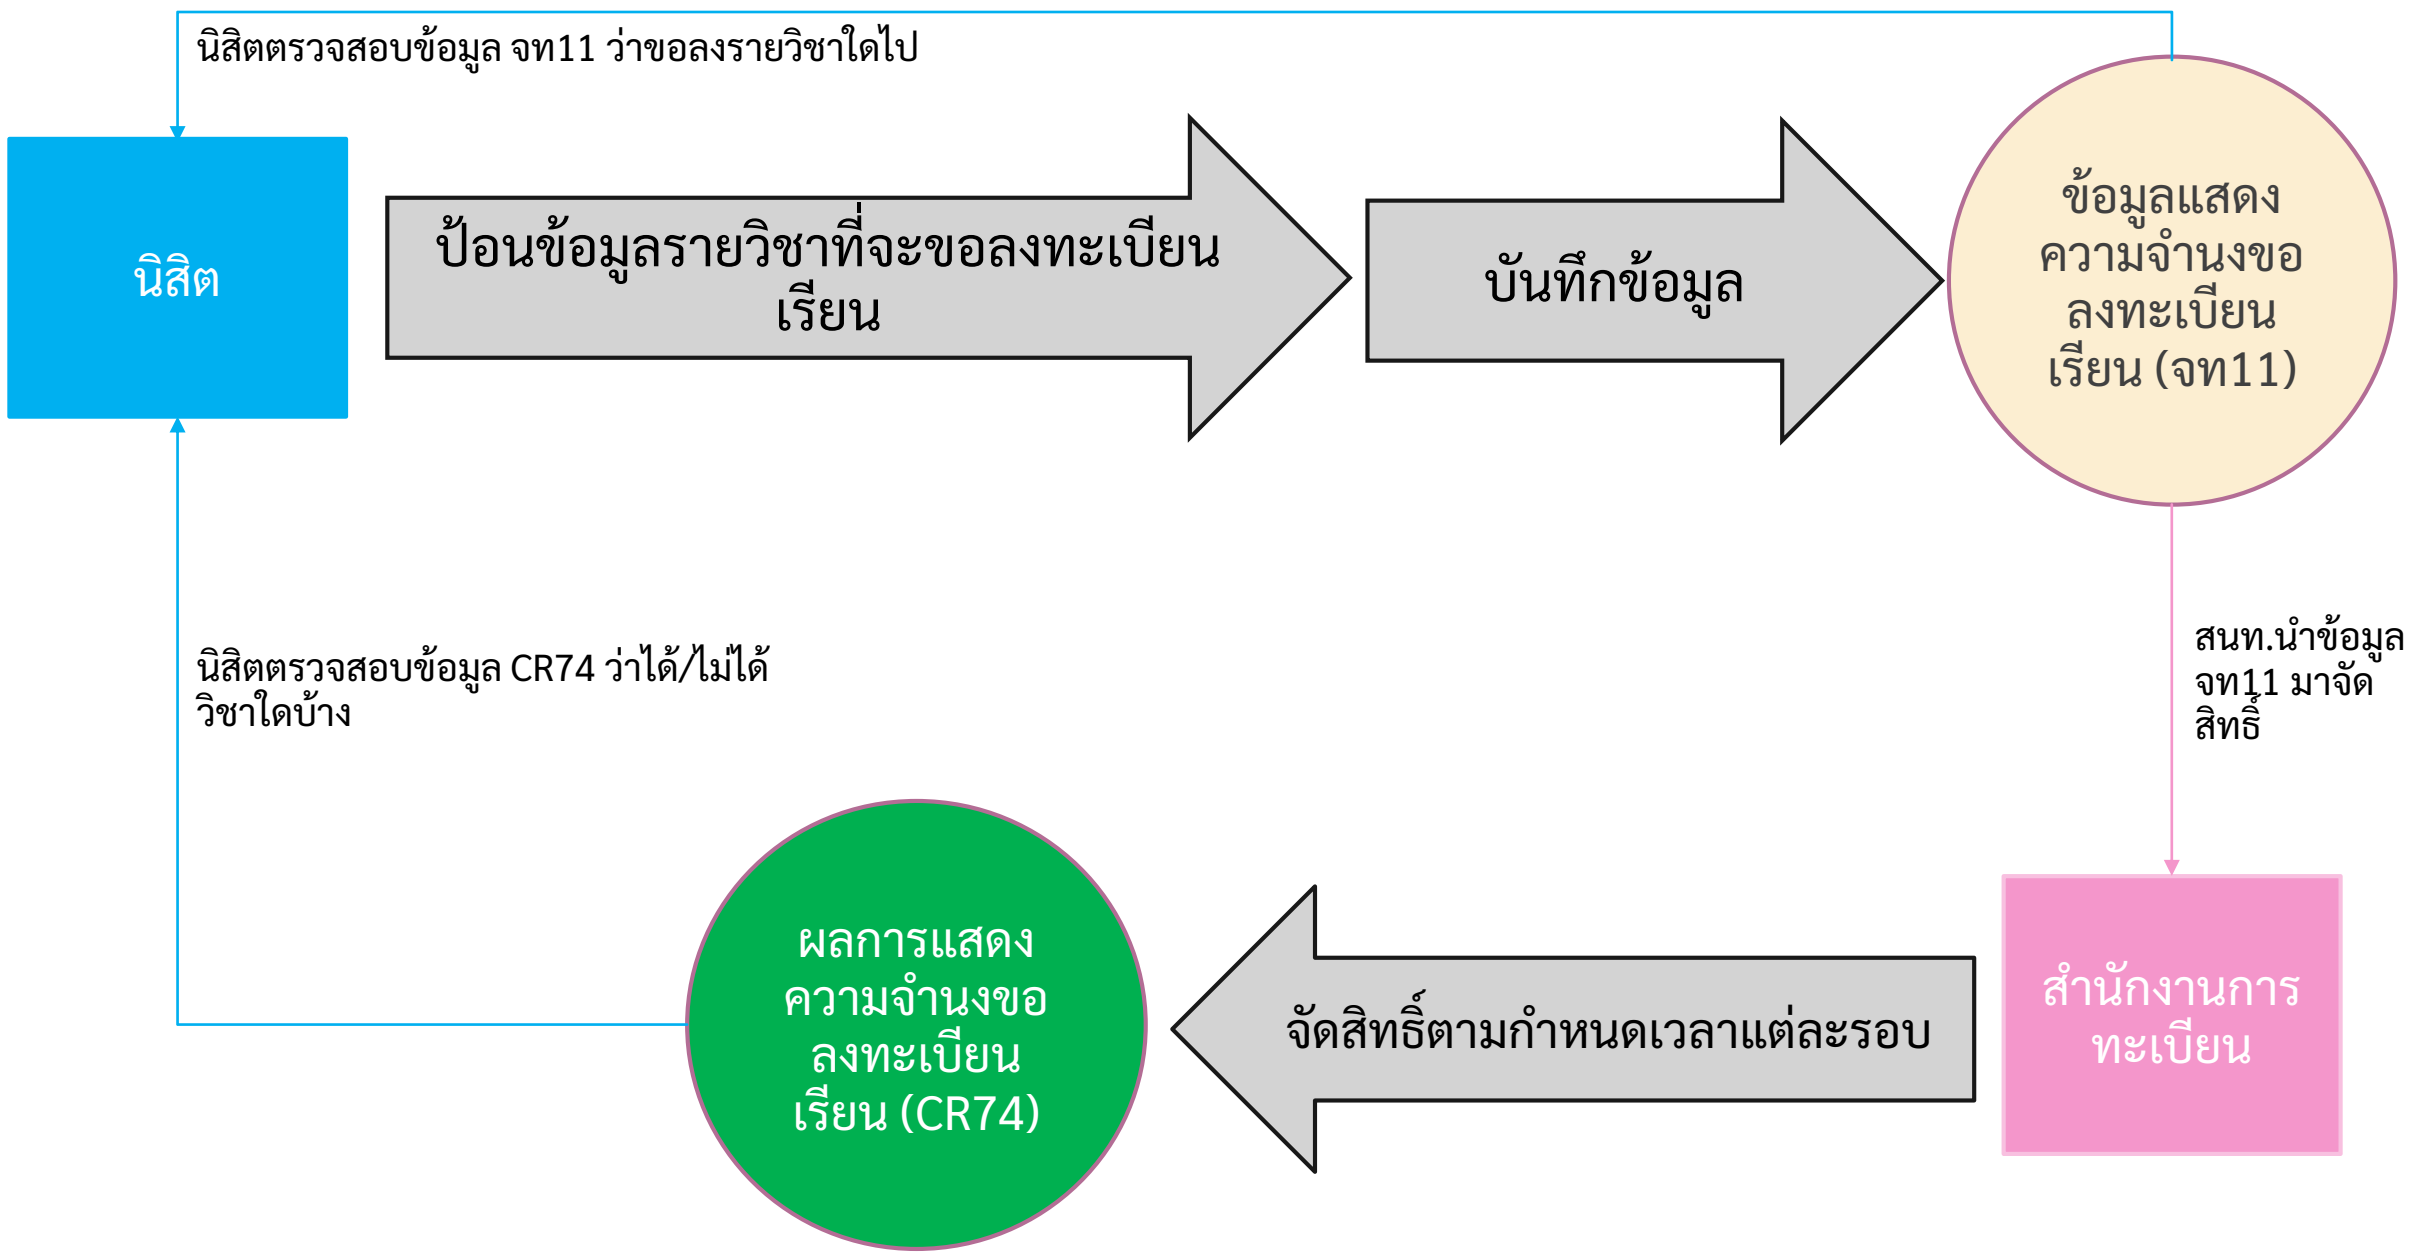 นิสิตตรวจสอบข้อมูล จท11 ว่าขอลงรายวิชาใดไป
นิสิต
ป้อนข้อมูลรายวิชาที่จะขอลงทะเบียน
เรียน
บันทึกข้อมูล
ข้อมูลแสดง
ความจำนงขอ
ลงทะเบียน
เรียน (จท11)
นิสิตตรวจสอบข้อมูล CR74 ว่าได้/ไม่ได้
วิชาใดบ้าง
สนท.นำข้อมูล
จท11 มาจัด
สิทธิ์
ผลการแสดง
ความจำนงขอ
ลงทะเบียน
เรียน (CR74)
จัดสิทธิ์ตามกำหนดเวลาแต่ละรอบ
สำนักงานการ
ทะเบียน